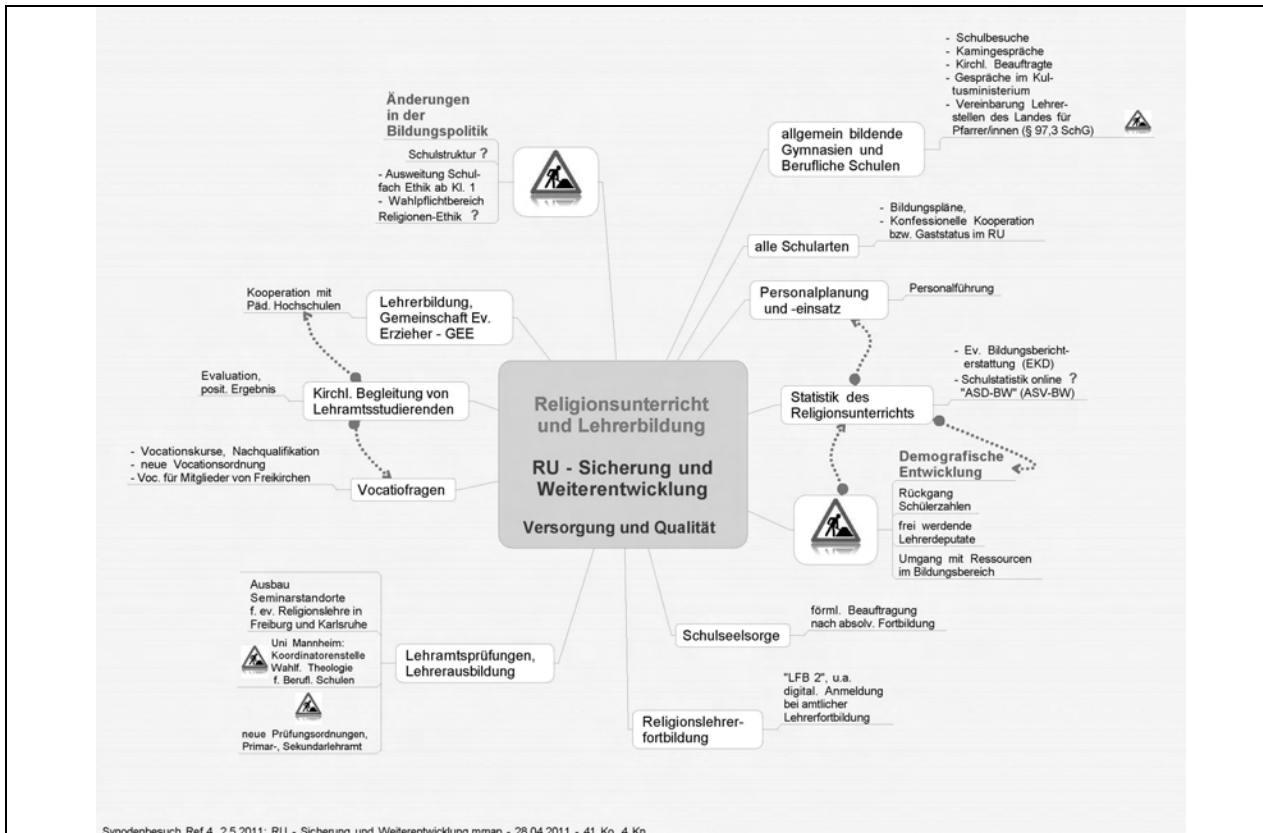 Änderungen
in der
Bildungspolitik
Schulstruktur ?
- Ausweitung Schul-
fach Ethik ab Kl. 1
- Wahlpflichtbereich
Religionen-Ethik ?
allgemein bildende
Gymnasien und
Berufliche Schulen
- Schulbesuche
- Kamingespräche
- Kirchl. Beauftragte
- Gespräche im Kul-
tusministerium
- Vereinbarung Lehrer-
stellen des Landes für
Pfarrer/innen (§ 97,3 SchG)
alle Schularten
- Bildungspläne,
- Konfessionelle Kooperation
bzw. Gaststatus im RU
Personalplanung
und -einsatz
Personalführung
Kooperation mit
Päd. Hochschulen
Lehrerbildung,
Gemeinschaft Ev.
Erzieher - GEE
Evaluation,
posit. Ergebnis
Kirchl. Begleitung von
Lehramtsstudierenden
Religionsunterricht
und Lehrerbildung
RU - Sicherung und
Weiterentwicklung
Versorgung und Qualität
Statistik des
Religionsunterrichts
- Ev. Bildungsbericht-
erstattung (EKD)
- Schulstatistik online ?
"ASD-BW" (ASV-BW)
- Vocationskurse, Nachqualifikation
- neue Vocationsordnung
- Voc. für Mitglieder von Freikirchen
Vocatiofragen
Demografische
Entwicklung
Rückgang
Schülerzahlen
frei werdende
Lehrerdeputate
Umgang mit Ressourcen
im Bildungsbereich
Ausbau
Seminarstandorte
f. ev. Religionslehre in
Freiburg und Karlsruhe
Uni Mannheim:
Koordinatorenstelle
Wahlf. Theologie
f. Berufl. Schulen
neue Prüfungsordnungen,
Primar-, Sekundarlehramt
Lehramtsprüfungen,
Lehrerausbildung
Schulseelsorge
förml. Beauftragung
nach absolv. Fortbildung
Religionslehrer-
fortbildung
"LFB 2", u.a.
digital. Anmeldung
bei amtlicher
Lehrerfortbildung
Synodenbesuch Ref.4, 2.5.2011; RU - Sicherung und Weiterentwicklung.mmap - 28.04.2011 - 41 Ko, 4 Kn